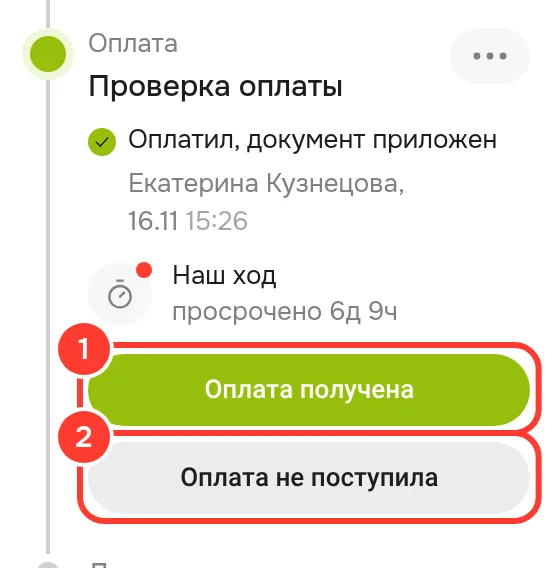 Оплата
Проверка оплаты
Оплатил, документ приложен
Екатерина Кузнецова,
16.11 15:26
Наш ход
просрочено 6д 9ч
1
Оплата получена
2
Оплата не поступила